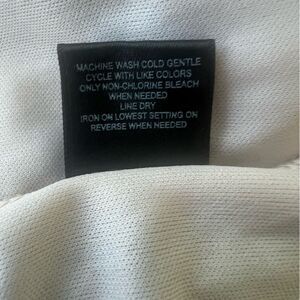 MACHINE WASH COLD GENTLE
CYCLE WITH LIKE COLORS
ONLY NON-CHLORINE BLEACH
WHEN NEEDED
LINE DRY
IRON ON LOWEST SETTING ON
REVERSE WHEN NEEDED